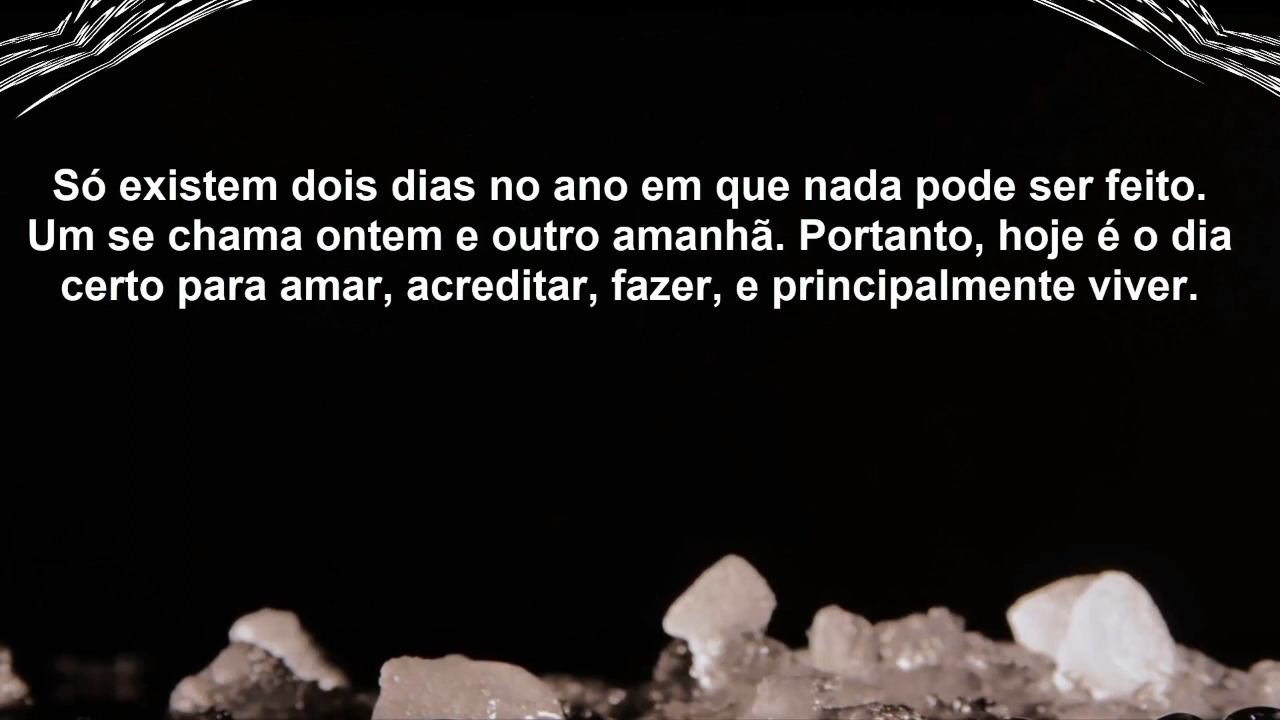 Só existem dois dias no ano em que nada pode ser feito.
Um se chama ontem e outro amanhã. Portanto, hoje é o dia
certo para amar, acreditar, fazer, e principalmente viver.